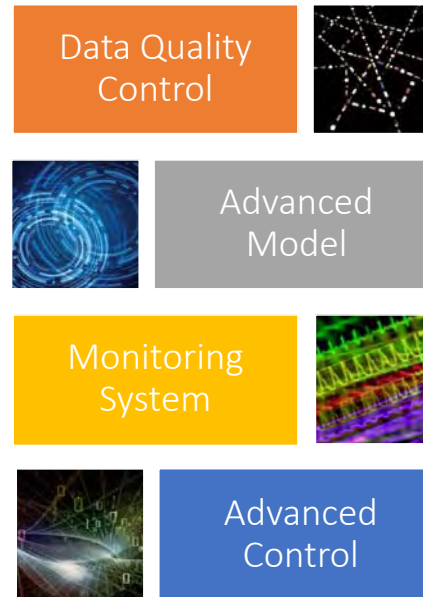 Data Quality
Control
Advanced
Model
Monitoring
System
Advanced
Control